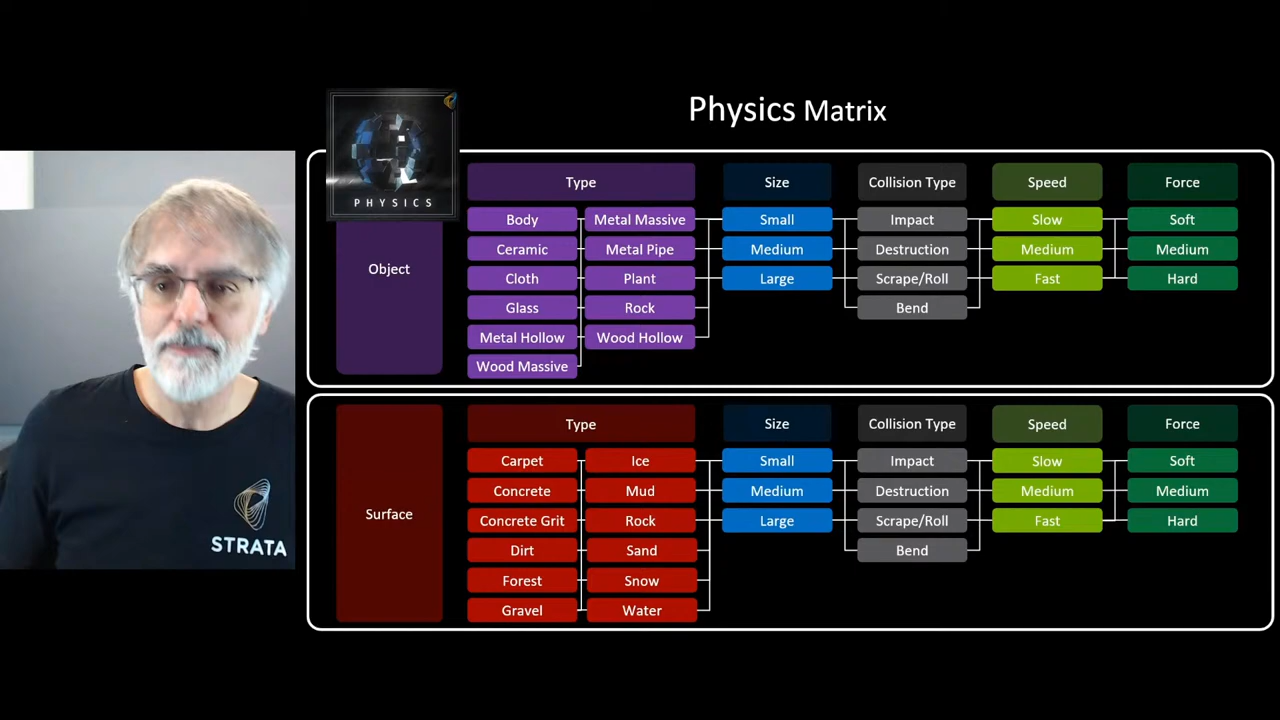 Physics Matrix
PHYSICS
Object
Type
Size
Collision Type
Speed
Force
Body
Metal Massive
Small
Impact
Slow
Soft
Ceramic
Metal Pipe
Medium
Destruction
Medium
Medium
Cloth
Plant
Large
Scrape/Roll
Fast
Hard
Glass
Rock
Bend
Metal Hollow
Wood Hollow
Wood Massive
Surface
Type
Size
Collision Type
Speed
Force
Carpet
Ice
Small
Impact
Slow
Soft
Concrete
Mud
Medium
Destruction
Medium
Medium
Concrete Grit
Rock
Large
Scrape/Roll
Fast
Hard
Dirt
Sand
Bend
Forest
Snow
Gravel
Water
STRATA